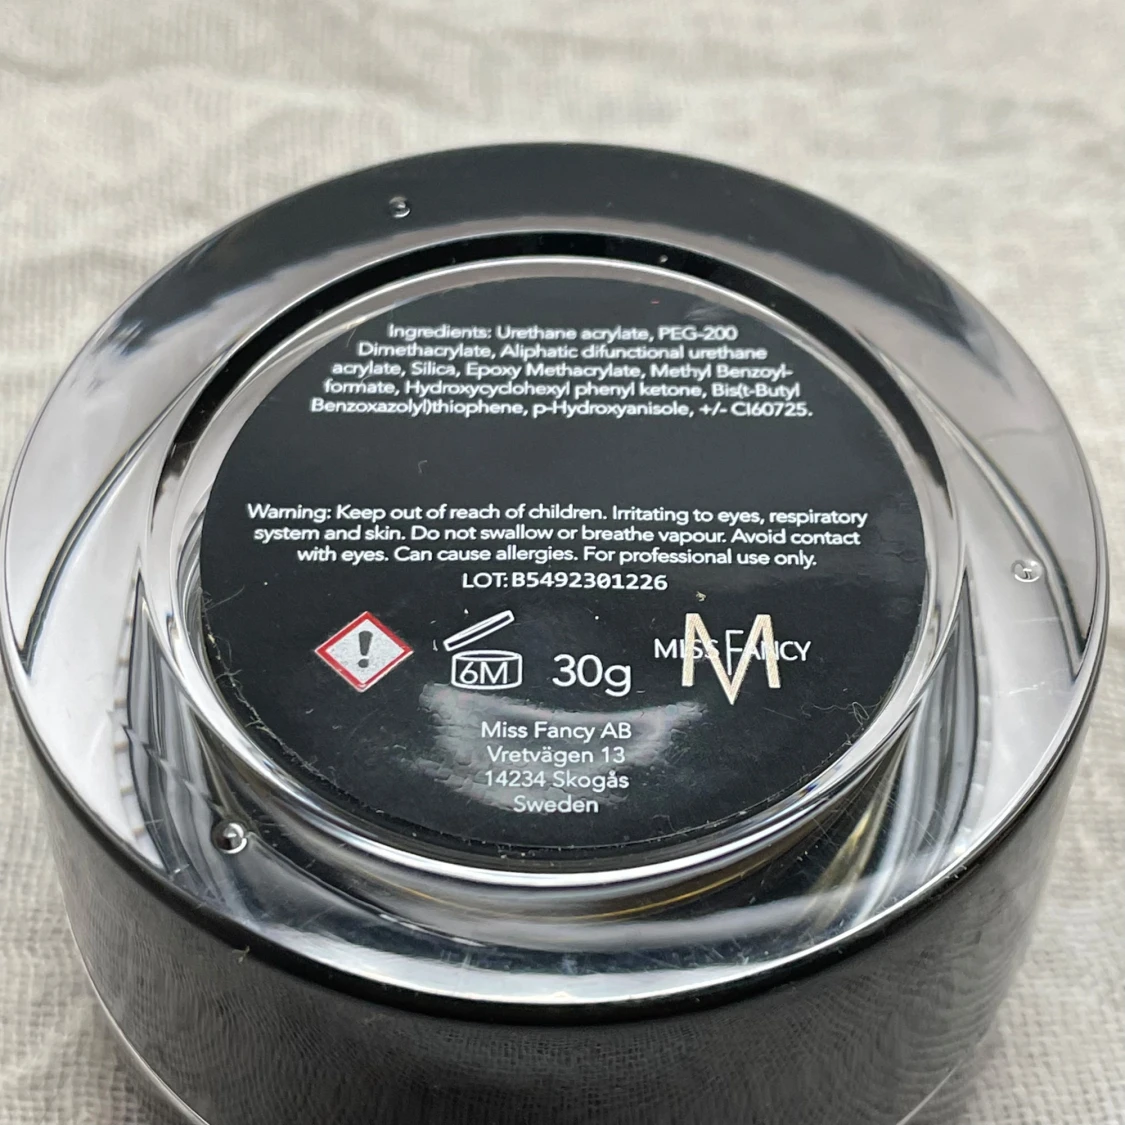 Ingredients: Urethane acrylate, PEG-200
Dimethacrylate, Aliphatic difunctional urethane
acrylate, Silica, Epoxy Methacrylate, Methyl Benzoyl-
formate, Hydroxycyclohexyl phenyl ketone, Bis(t-Butyl
Benzoxazolyl)thiophene, p-Hydroxyanisole, +/- CI60725.
Warning: Keep out of reach of children. Irritating to eyes, respiratory
system and skin. Do not swallow or breathe vapour. Avoid contact
with eyes. Can cause allergies. For professional use only.
LOT: B5492301226
6M 30g MISS FANCY M
Miss Fancy AB
Vretvägen 13
14234 Skogås
Sweden